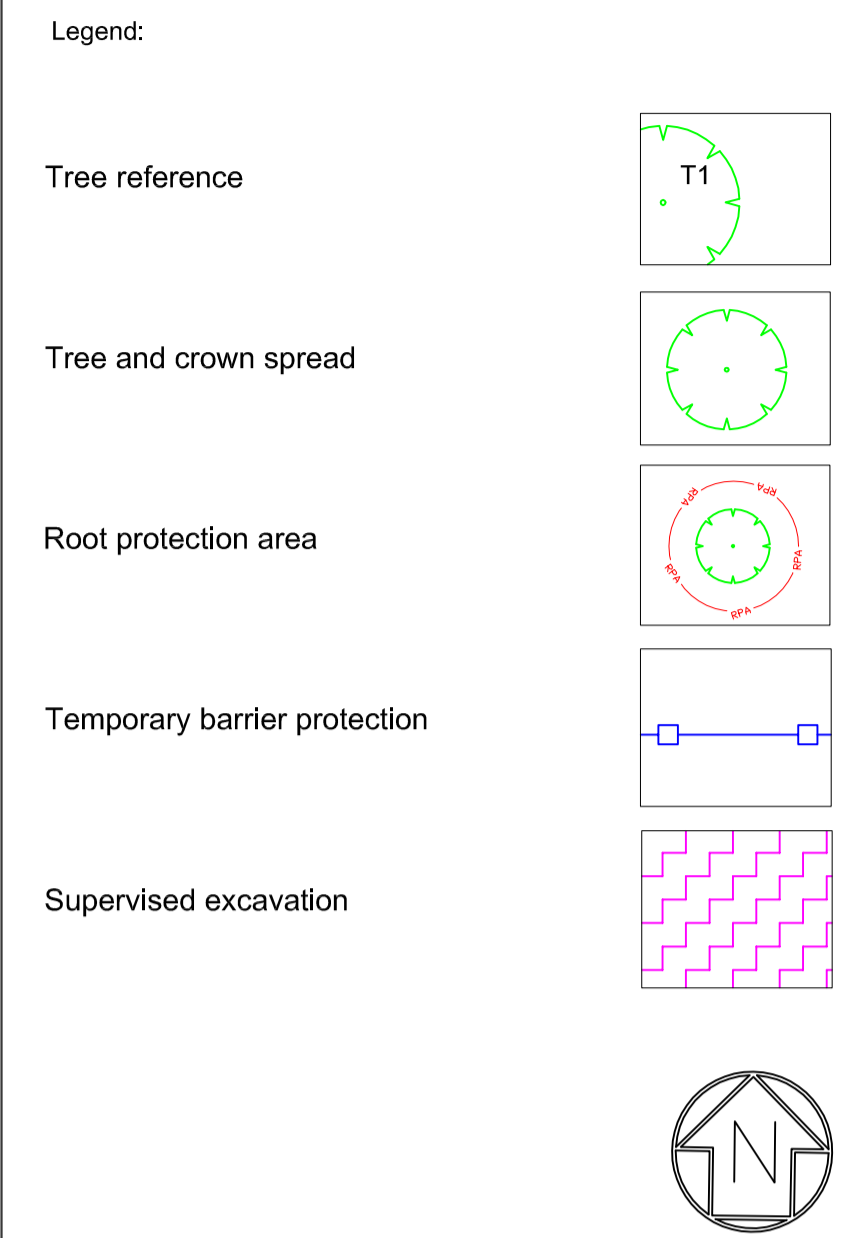 Legend:
Tree reference
T1
Tree and crown spread
Root protection area
RPA
RPA
RPA
RPA
RPA
Temporary barrier protection
Supervised excavation
N